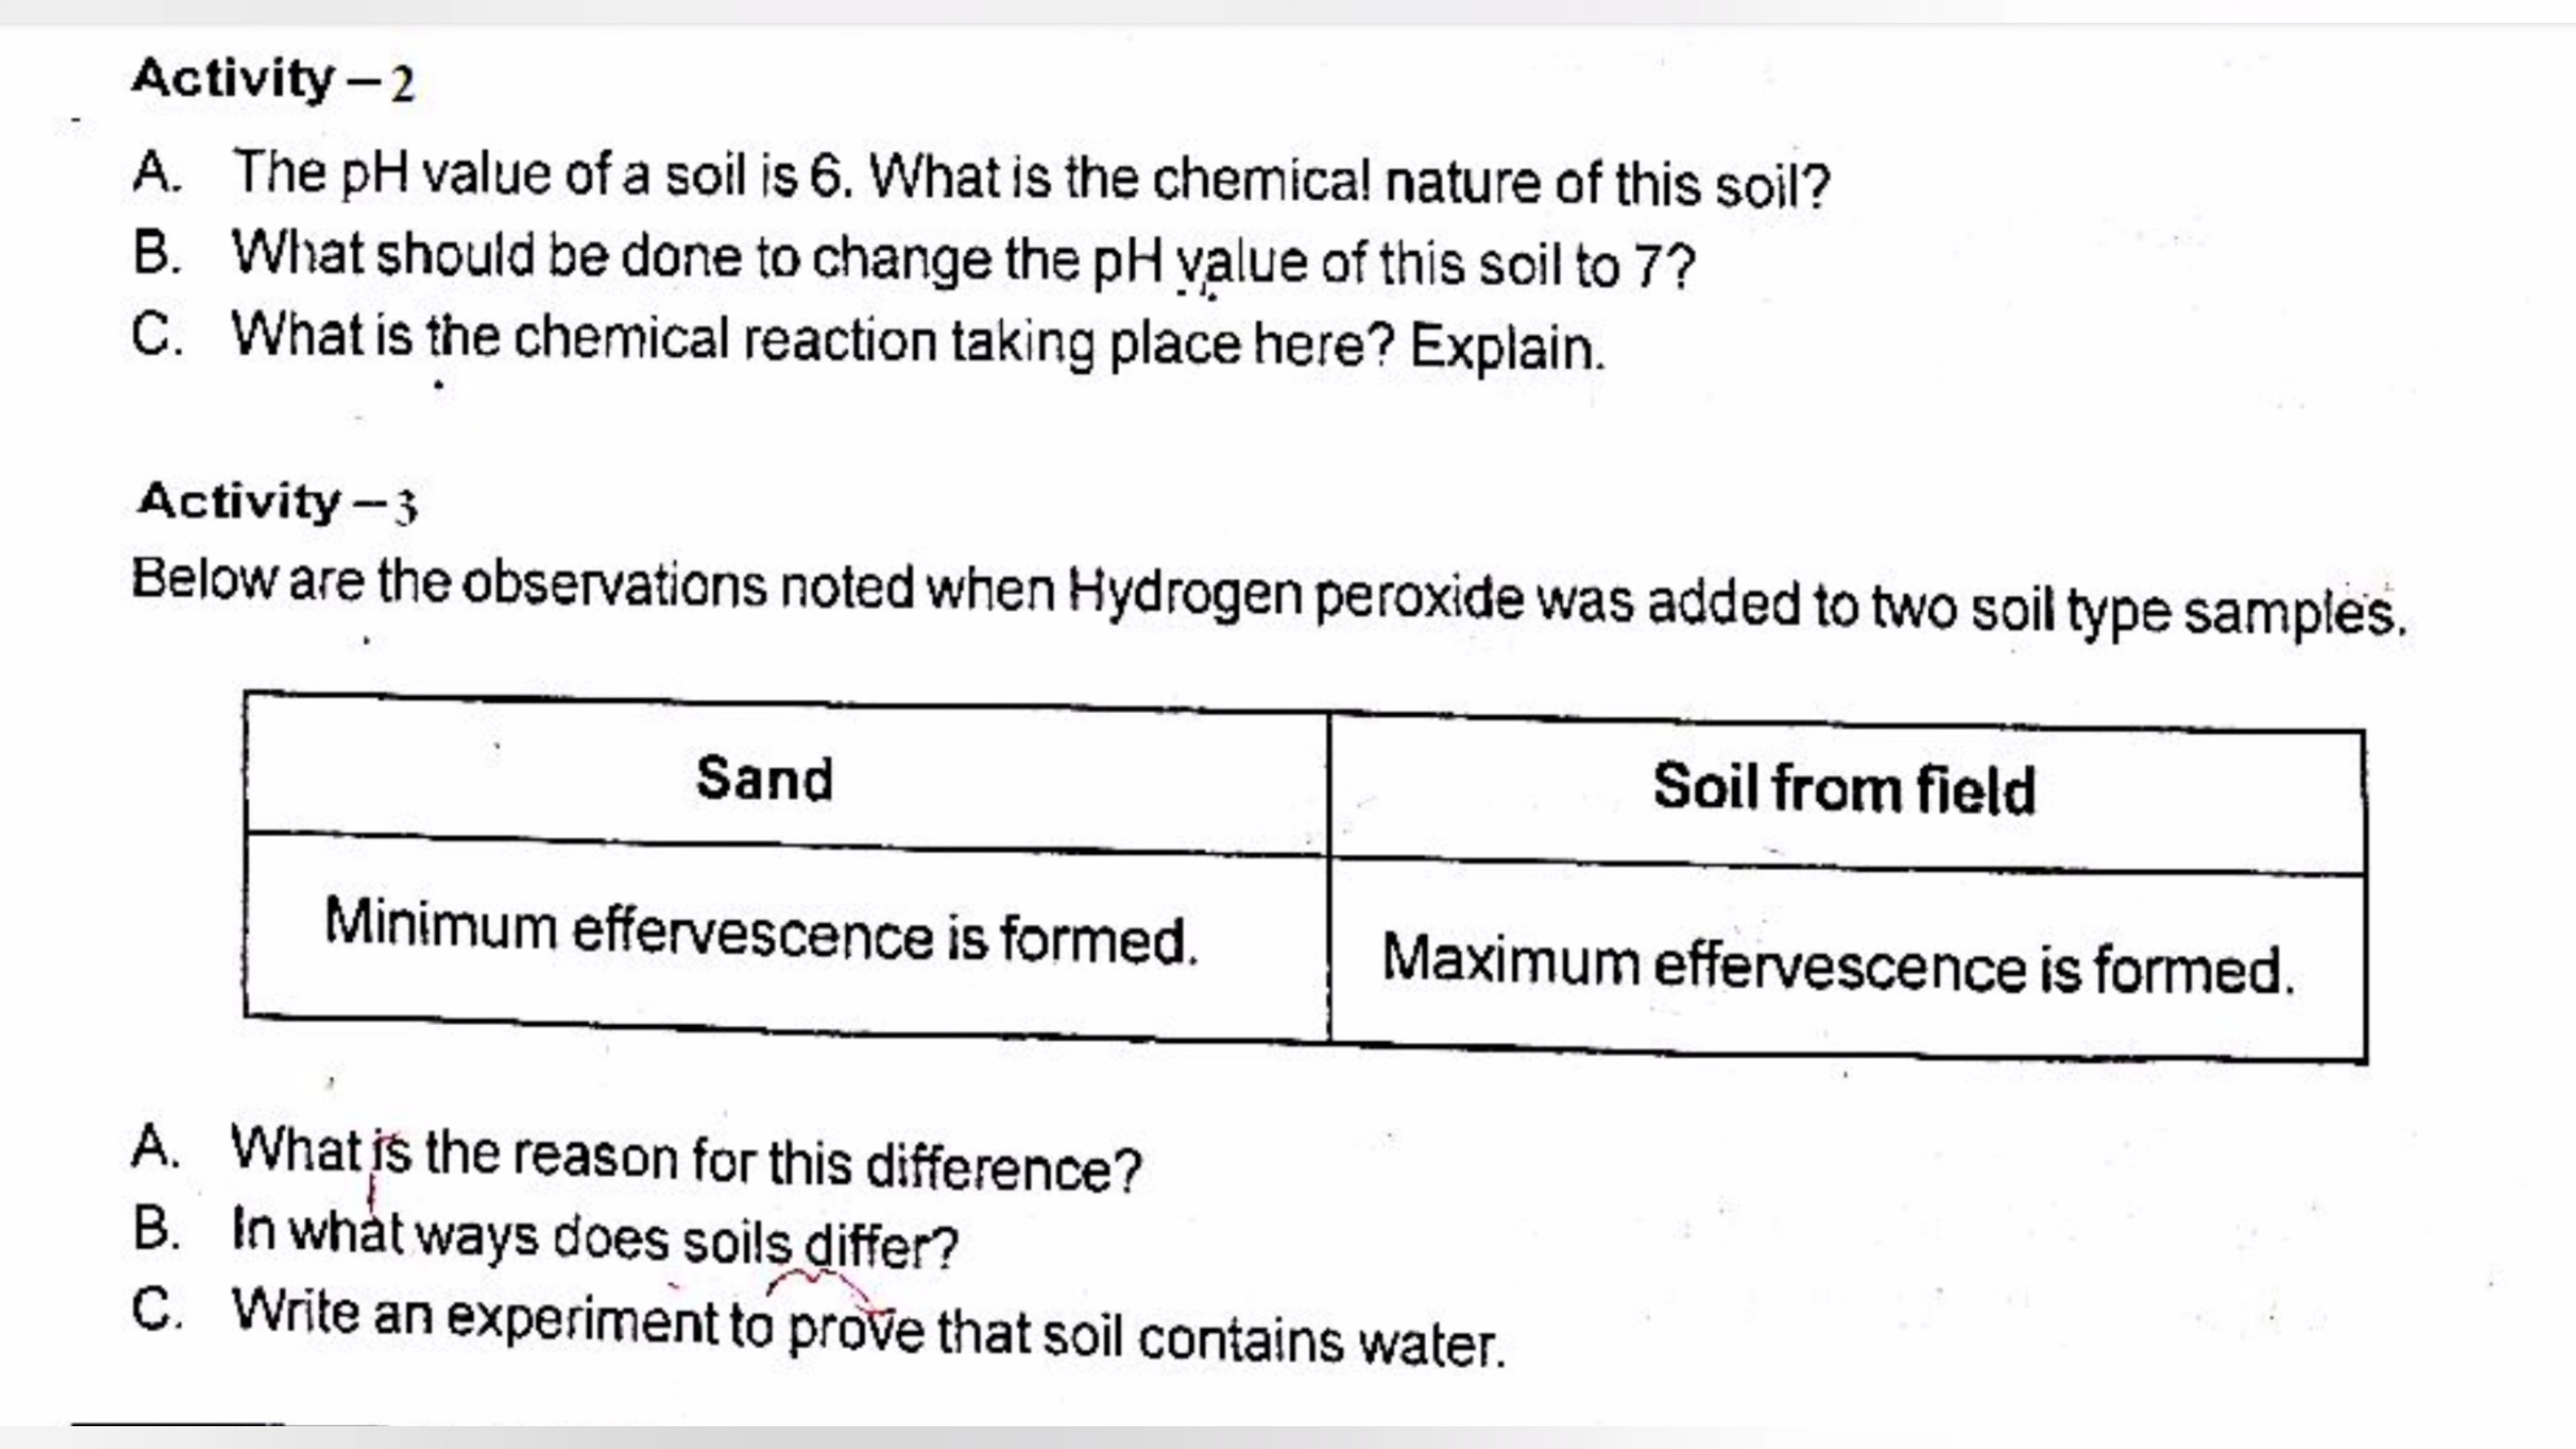 Activity – 2
A. The pH value of a soil is 6. What is the chemical nature of this soil?
B. What should be done to change the pH value of this soil to 7?
C. What is the chemical reaction taking place here? Explain.
Activity – 3
Below are the observations noted when Hydrogen peroxide was added to two soil type samples.
Sand
Soil from field
Minimum effervescence is formed.
Maximum effervescence is formed.
A. What is the reason for this difference?
B. In what ways does soils differ?
C. Write an experiment to prove that soil contains water.